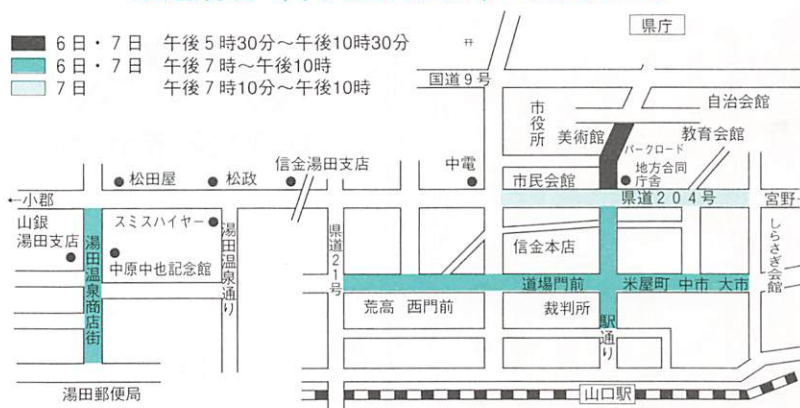 6日・7日 午後5時30分～午後10時30分
6日・7日 午後7時～午後10時
7日 午後7時10分～午後10時
県庁
国道9号
市役所
美術館
自治会館
教育会館
パークロード
地方合同
庁舎
市民会館
中電
信金湯田支店
松政
松田屋
←小郡
県道204号
宮野→
山銀
湯田支店
湯田温泉商店街
スミスハイヤー
中原中也記念館
湯田温泉通り
県道21号
信金本店
しらさぎ会館
道場門前
米屋町
中市
大市
荒高
西門前
裁判所
駅通り
湯田郵便局
山口駅